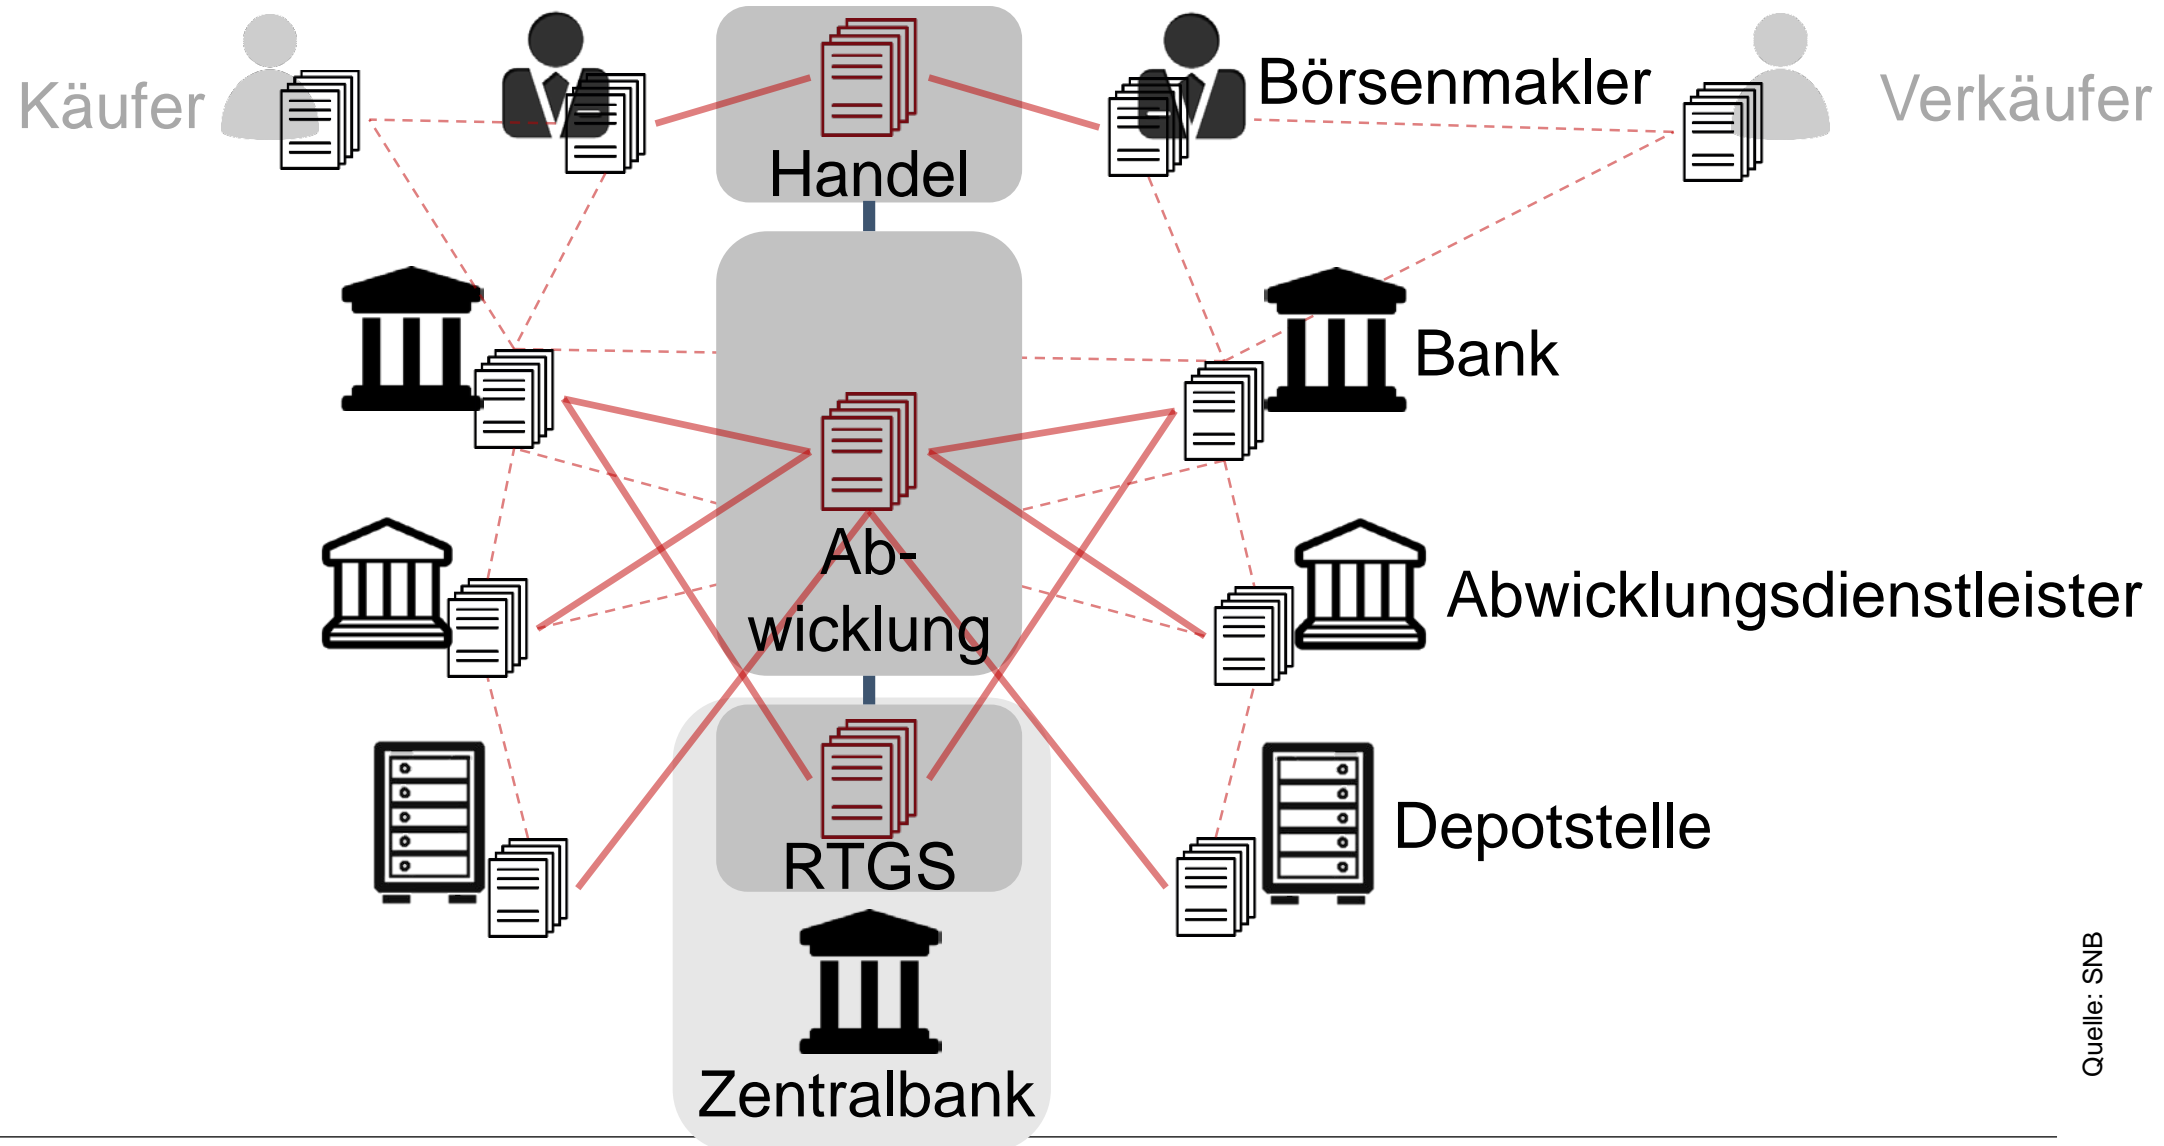 Käufer
Börsenmakler
Verkäufer
Handel
Bank
Ab-
wicklung
Abwicklungsdienstleister
Depotstelle
RTGS
Zentralbank
Quelle: SNB